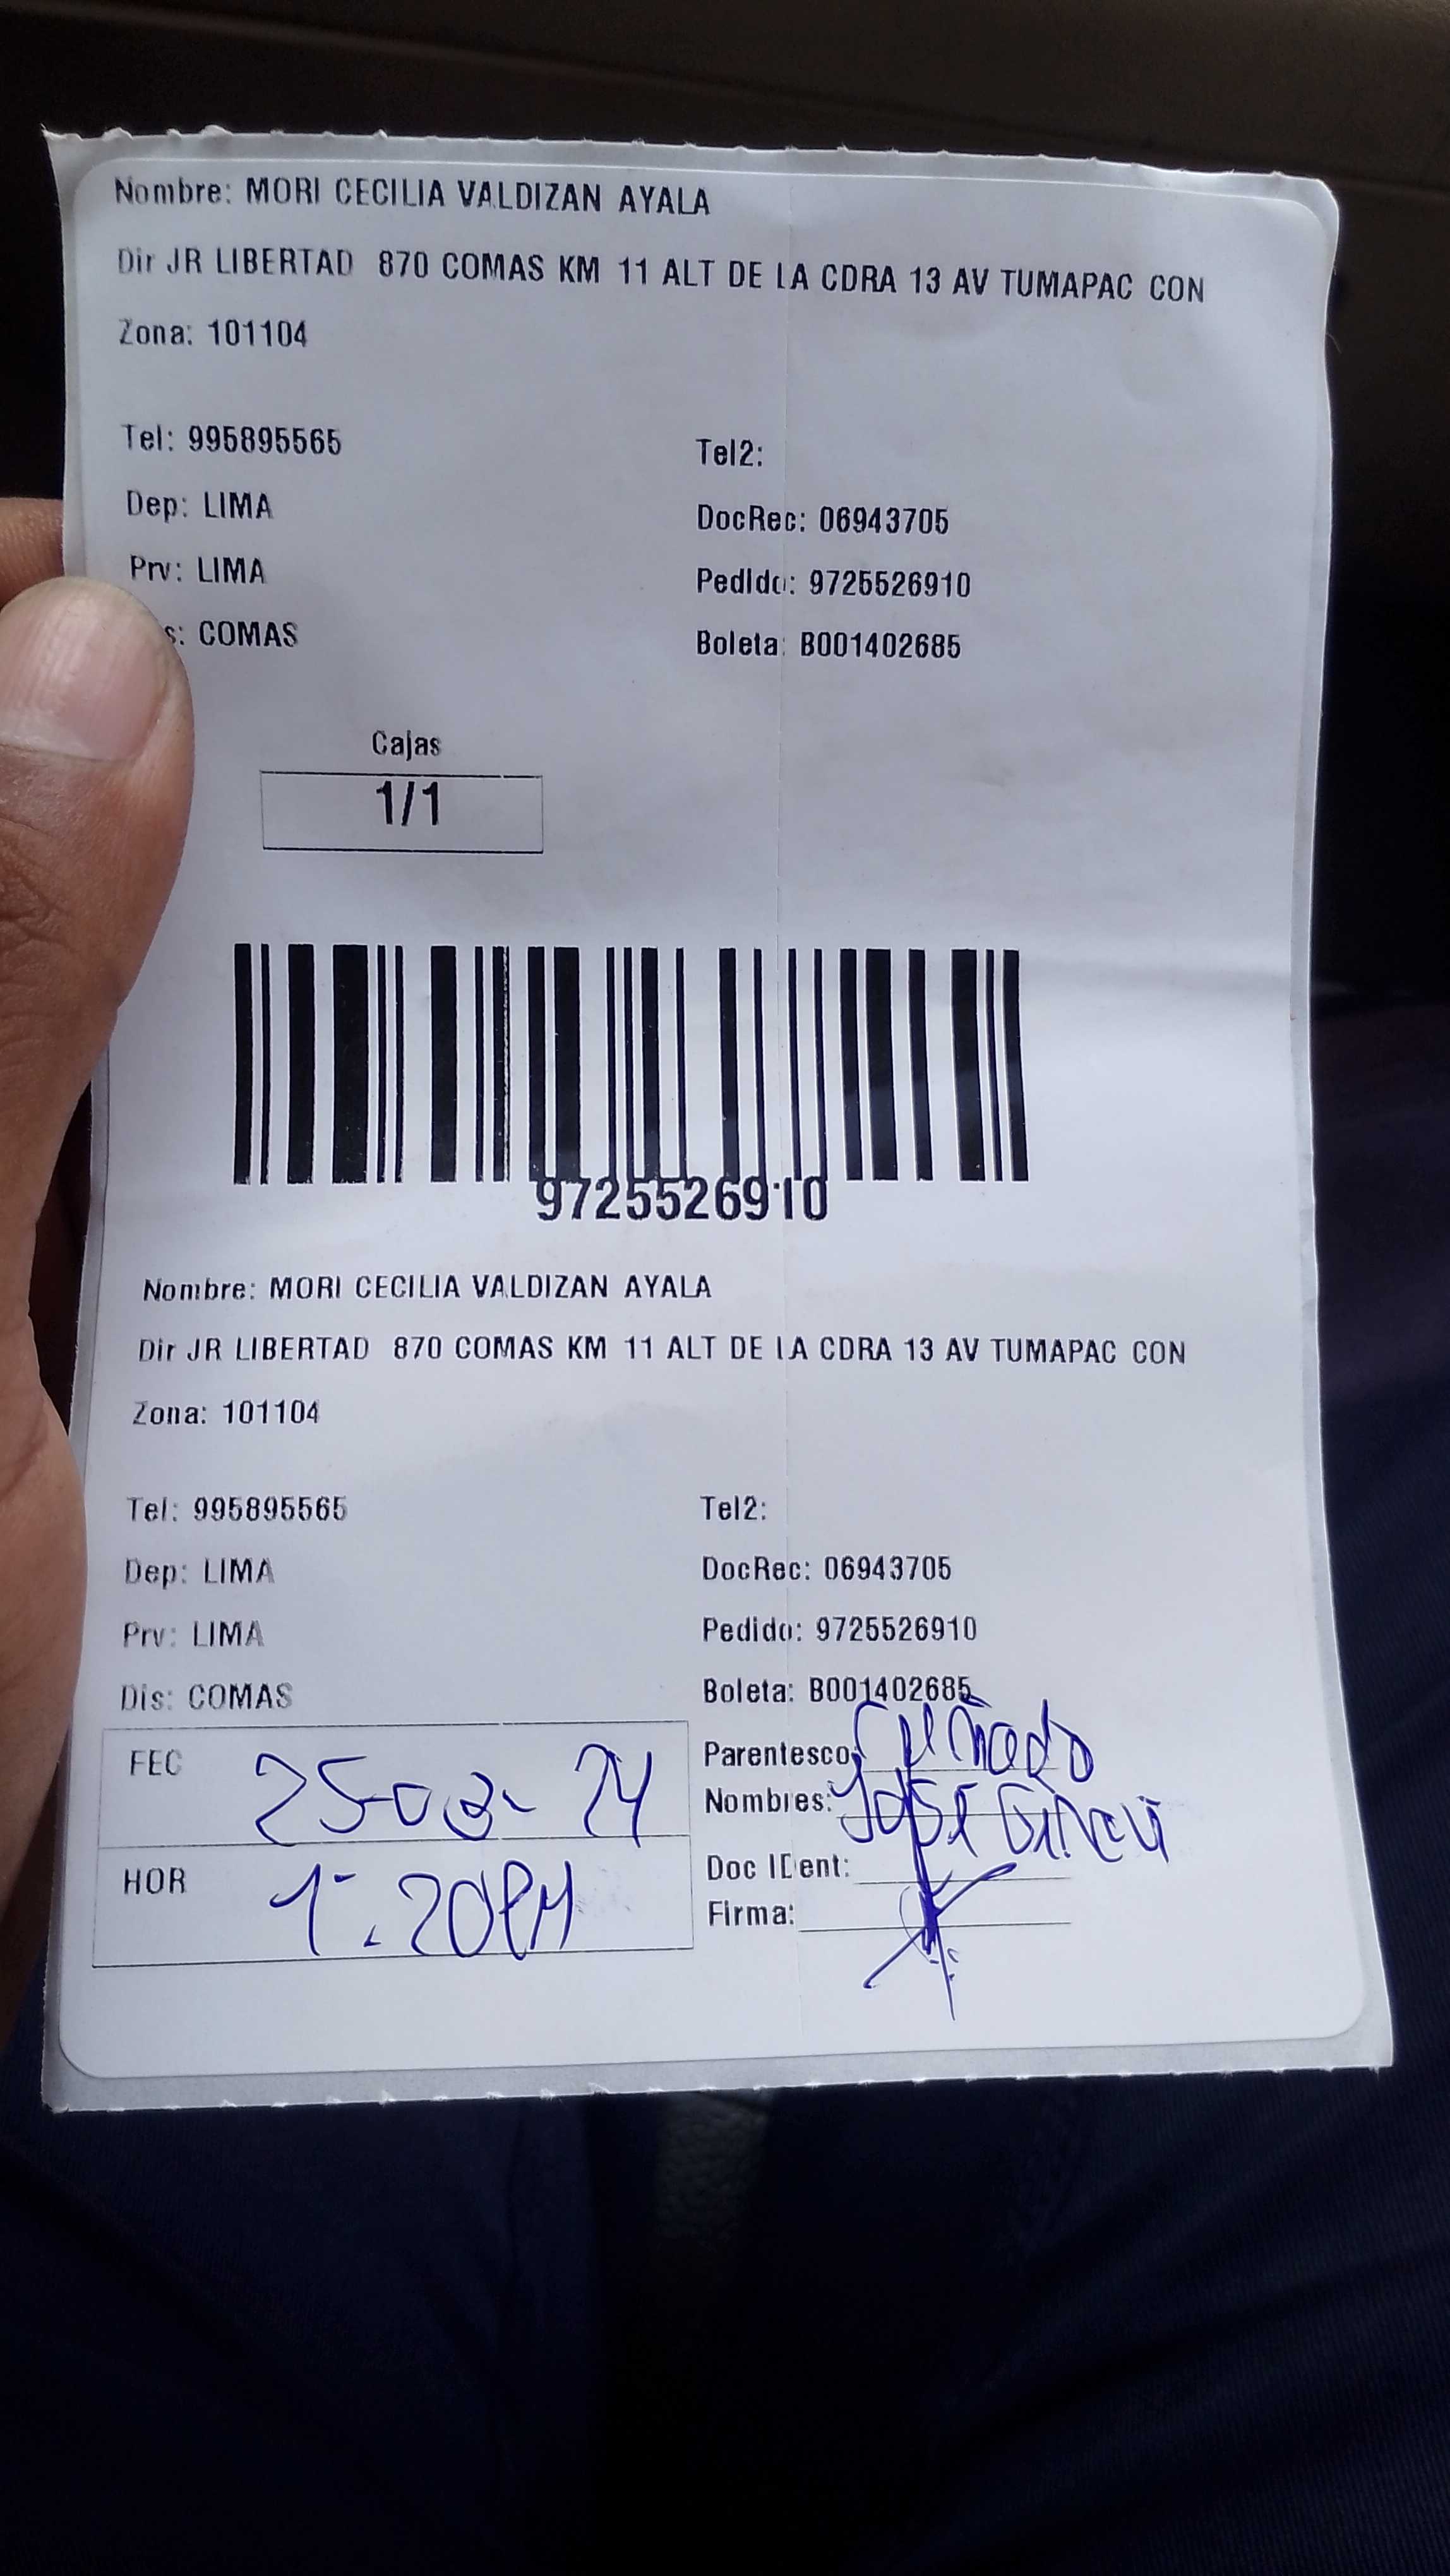 Nombre: MORI CECILIA VALDIZAN AYALA
Dir JR LIBERTAD 870 COMAS KM 11 ALT DE LA CDRA 13 AV TUMAPAC CON
Zona: 101104
Tel: 995895565 Tel2:
Dep: LIMA DocRec: 06943705
Prv: LIMA Pedido: 9725526910
s: COMAS Boleta: B001402685
Cajas
1/1
9725526910
Nombre: MORI CECILIA VALDIZAN AYALA
Dir JR LIBERTAD 870 COMAS KM 11 ALT DE LA CDRA 13 AV TUMAPAC CON
Zona: 101104
Tel: 995895565 Tel2:
Dep: LIMA DocRec: 06943705
Prv: LIMA Pedido: 9725526910
Dis: COMAS Boleta: B001402685
FEC 25-03-24 Parentesco: Cuñado
Nombres: JOSE
HOR 1:20PM Doc IDent:
Firma: